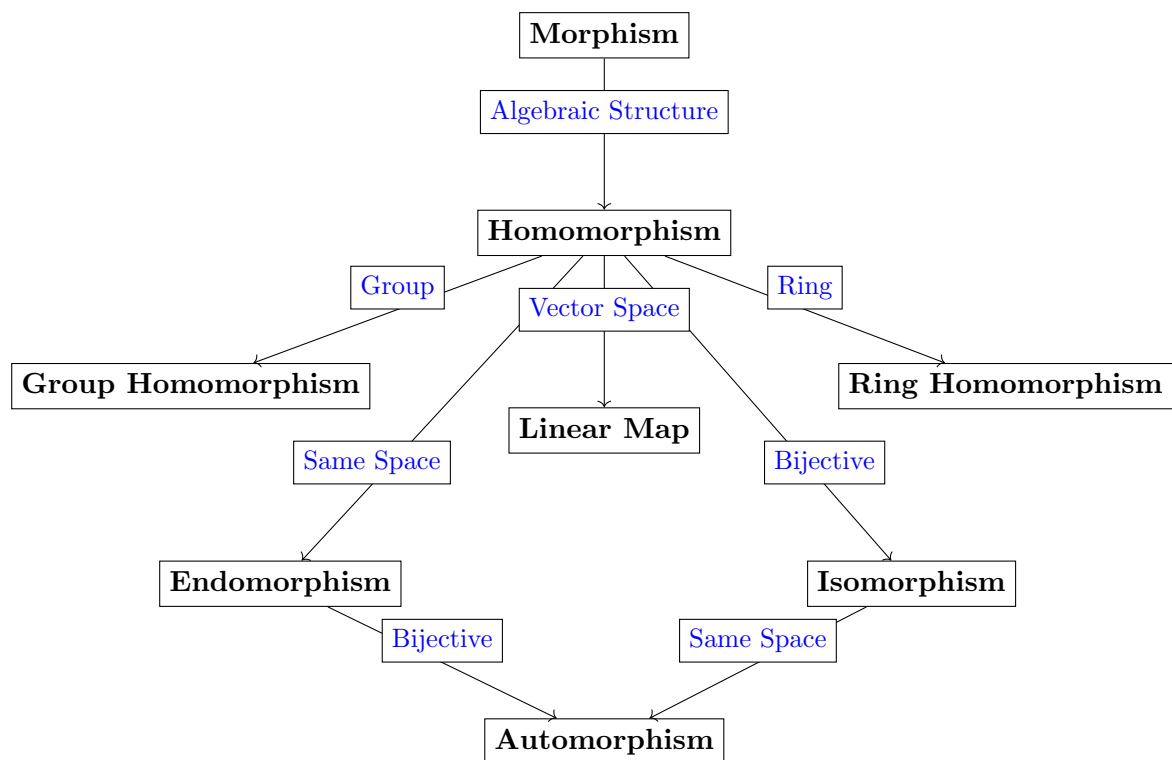 Morphism
Algebraic Structure
Homomorphism
Group
Ring
Vector Space
Group Homomorphism
Ring Homomorphism
Linear Map
Same Space
Bijective
Endomorphism
Isomorphism
Bijective
Same Space
Automorphism